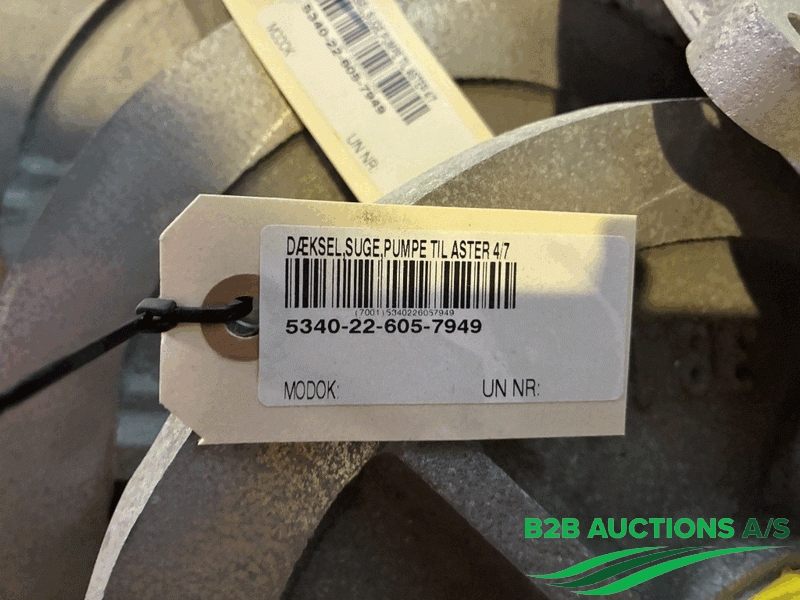 5340-22-605-7949
MODOK:
UN NR:
DÆKSEL,SUGE,PUMPE TIL ASTER 4/7
(7001)5340226057949
5340-22-605-7949
MODOK:
UN NR:
B2B AUCTIONS A/S